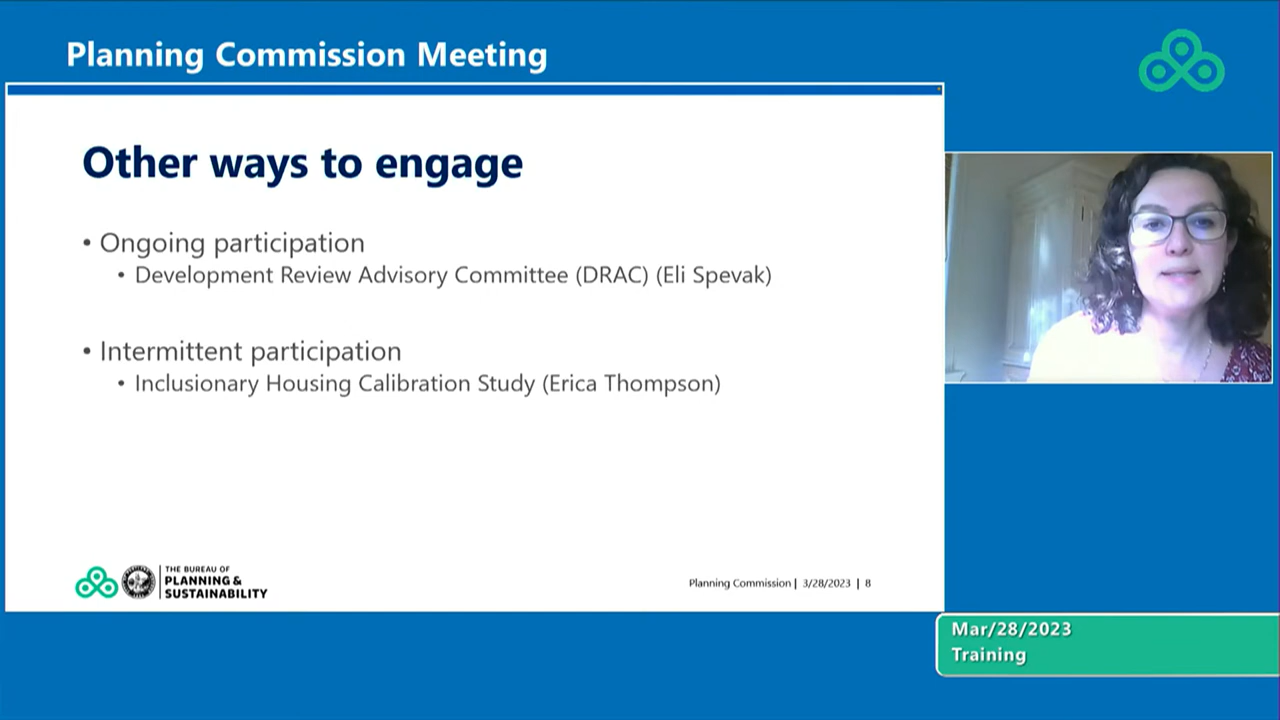 Planning Commission Meeting
Other ways to engage
• Ongoing participation
• Development Review Advisory Committee (DRAC) (Eli Spevak)
• Intermittent participation
• Inclusionary Housing Calibration Study (Erica Thompson)
THE BUREAU OF
PLANNING &
SUSTAINABILITY
Planning Commission | 3/28/2023 | 8
Mar/28/2023
Training